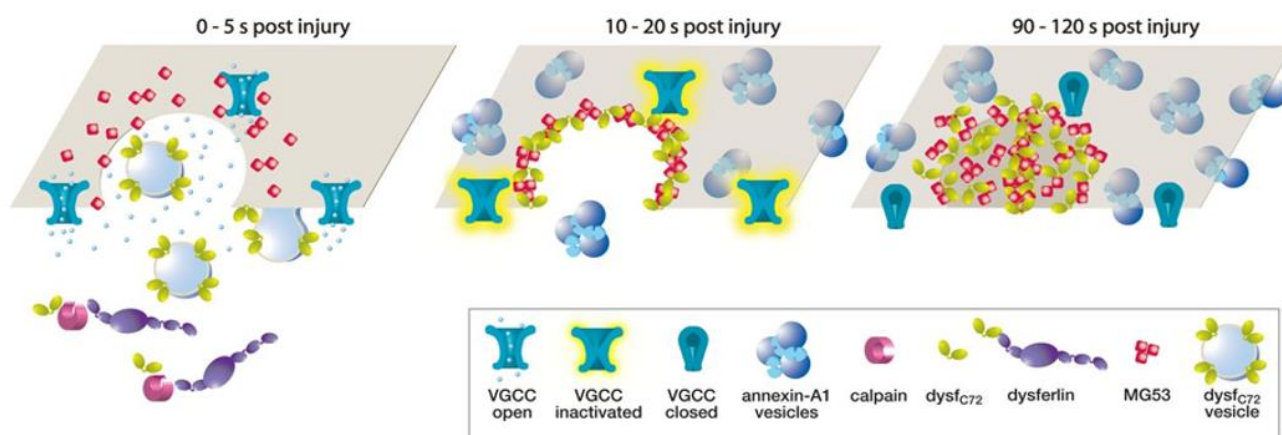 0 - 5 s post injury
10 - 20 s post injury
90 - 120 s post injury
VGCC open
VGCC inactivated
VGCC closed
annexin-A1 vesicles
calpain
dysfC72
dysferlin
MG53
dysfC72 vesicle